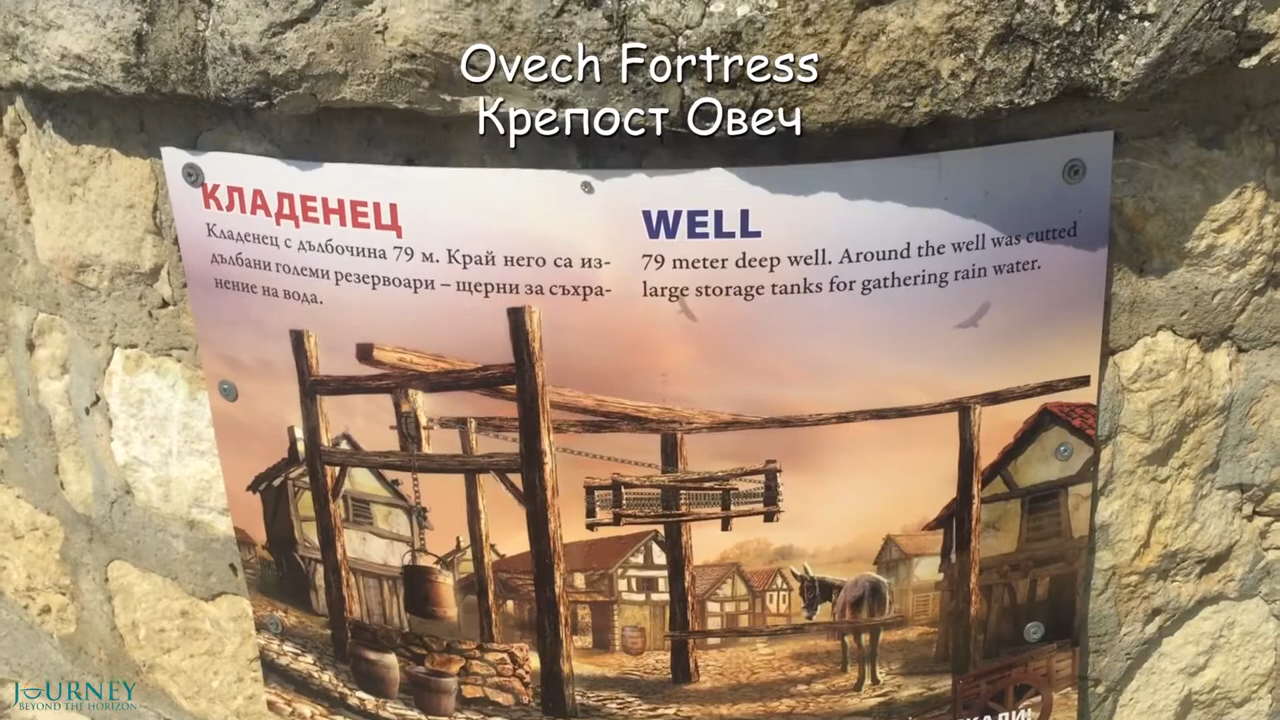 Ovech Fortress
Крепост Овеч
КЛАДЕНЕЦ
Кладенец с дълбочина 79 м. Край него са из-
дълбани големи резервоари – щерни за съхра-
нение на вода.
WELL
79 meter deep well. Around the well was cutted
large storage tanks for gathering rain water.
JOURNEY
BEYOND THE HORIZON